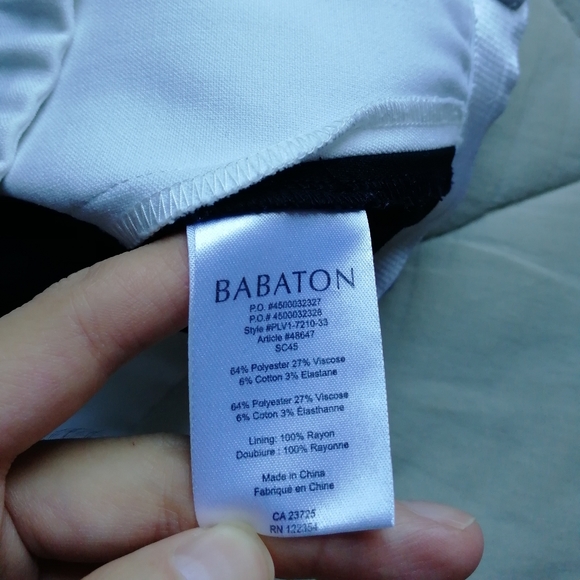 BABATON
P.O. #4500032327
P.O.# 4500032328
Style #PLV1-7210-33
Article #48647
SC45
64% Polyester 27% Viscose
6% Cotton 3% Elastane
64% Polyester 27% Viscose
6% Coton 3% Élasthanne
Lining: 100% Rayon
Doublure : 100% Rayonne
Made in China
Fabriqué en Chine
CA 23725
RN 122354